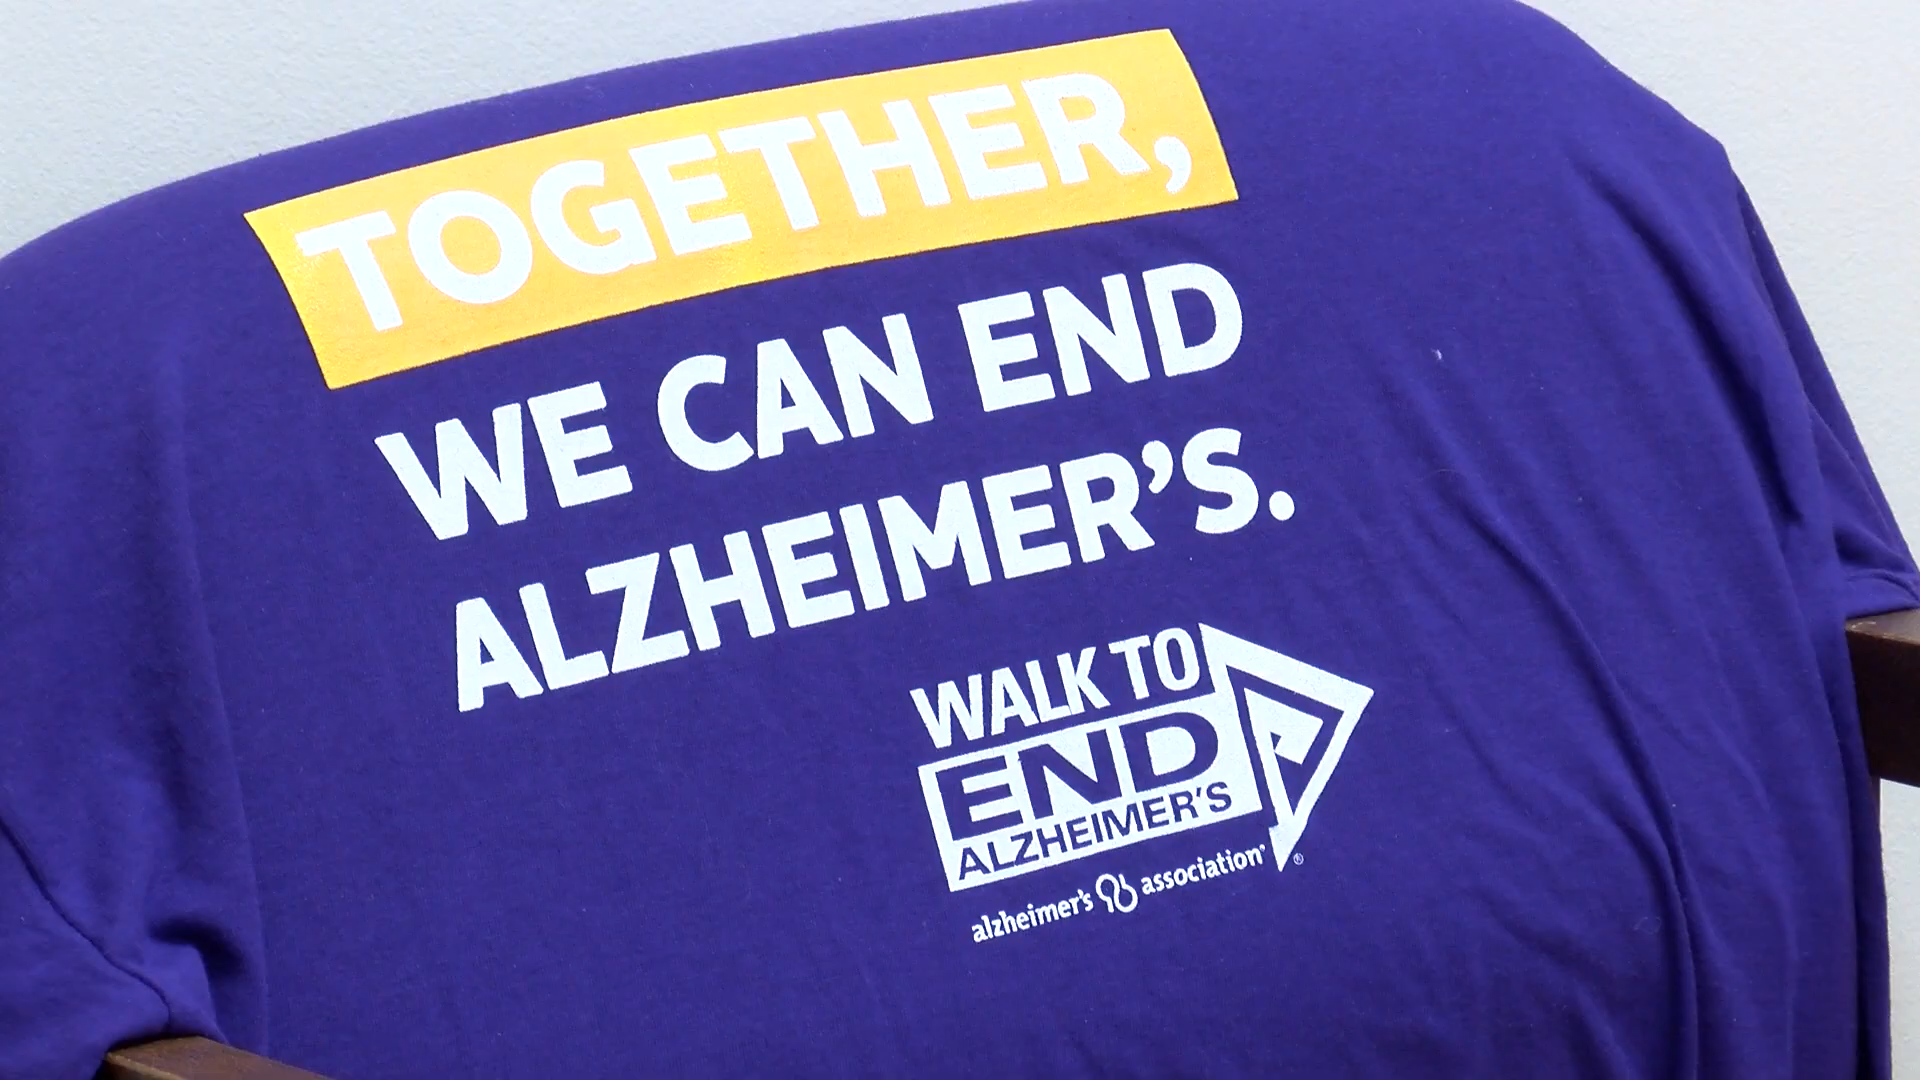 TOGETHER,
WE CAN END
ALZHEIMER’S.
WALK TO
END
ALZHEIMER’S
alzheimer’s association®